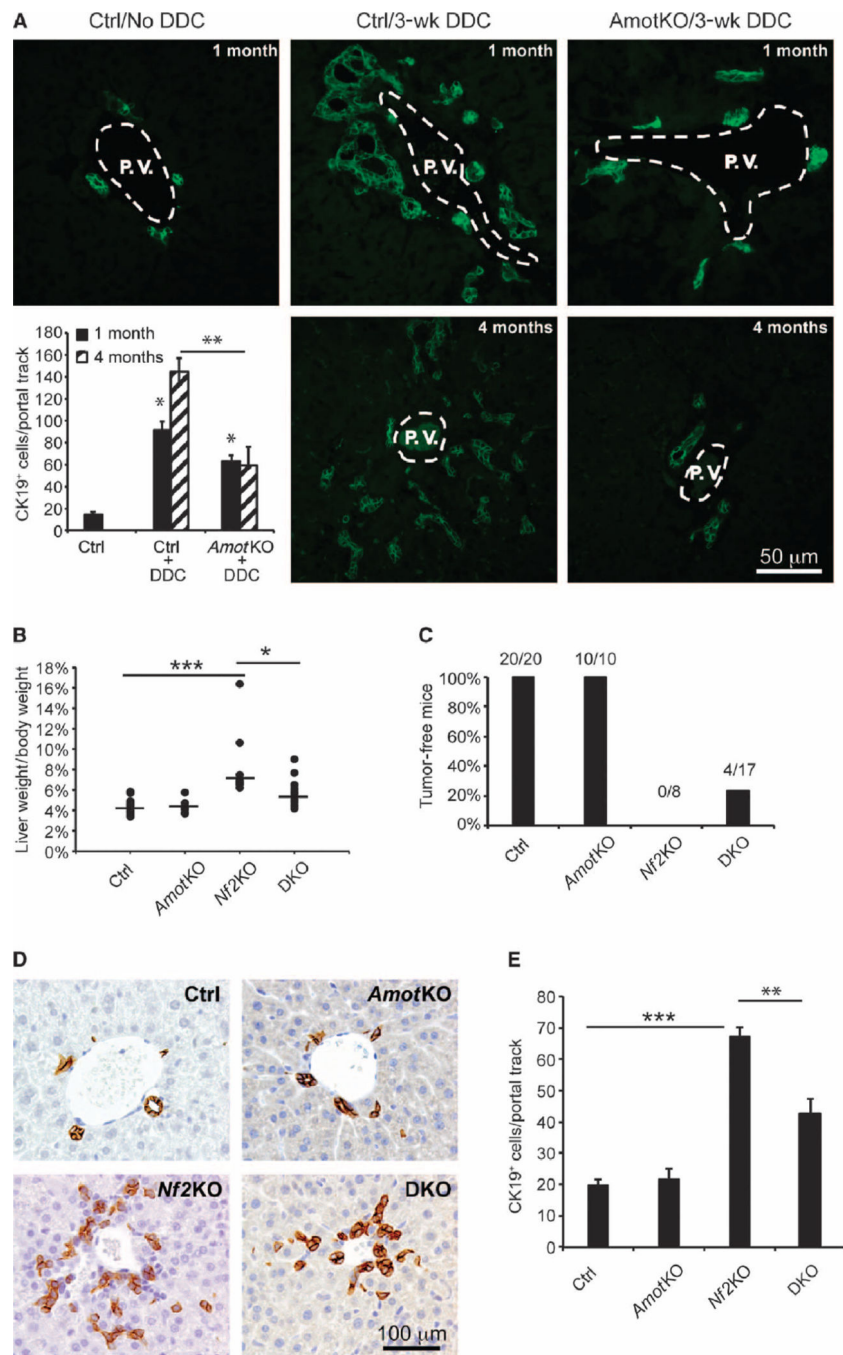 A
Ctrl/No DDC
Ctrl/3-wk DDC
AmotKO/3-wk DDC
1 month
P.V.
1 month
P.V.
1 month
P.V.
CK19⁺ cells/portal track
180
160
140
120
100
80
60
40
20
0
1 month
4 months
*
**
*
Ctrl
Ctrl + DDC
AmotKO + DDC
4 months
P.V.
4 months
P.V.
50 μm
B
Liver weight/body weight
18%
16%
14%
12%
10%
8%
6%
4%
2%
0%
***
*
Ctrl
AmotKO
Nf2KO
DKO
C
Tumor-free mice
100%
80%
60%
40%
20%
0%
20/20
10/10
0/8
4/17
Ctrl
AmotKO
Nf2KO
DKO
D
Ctrl
AmotKO
Nf2KO
DKO
100 μm
E
CK19⁺ cells/portal track
80
70
60
50
40
30
20
10
0
***
**
Ctrl
AmotKO
Nf2KO
DKO